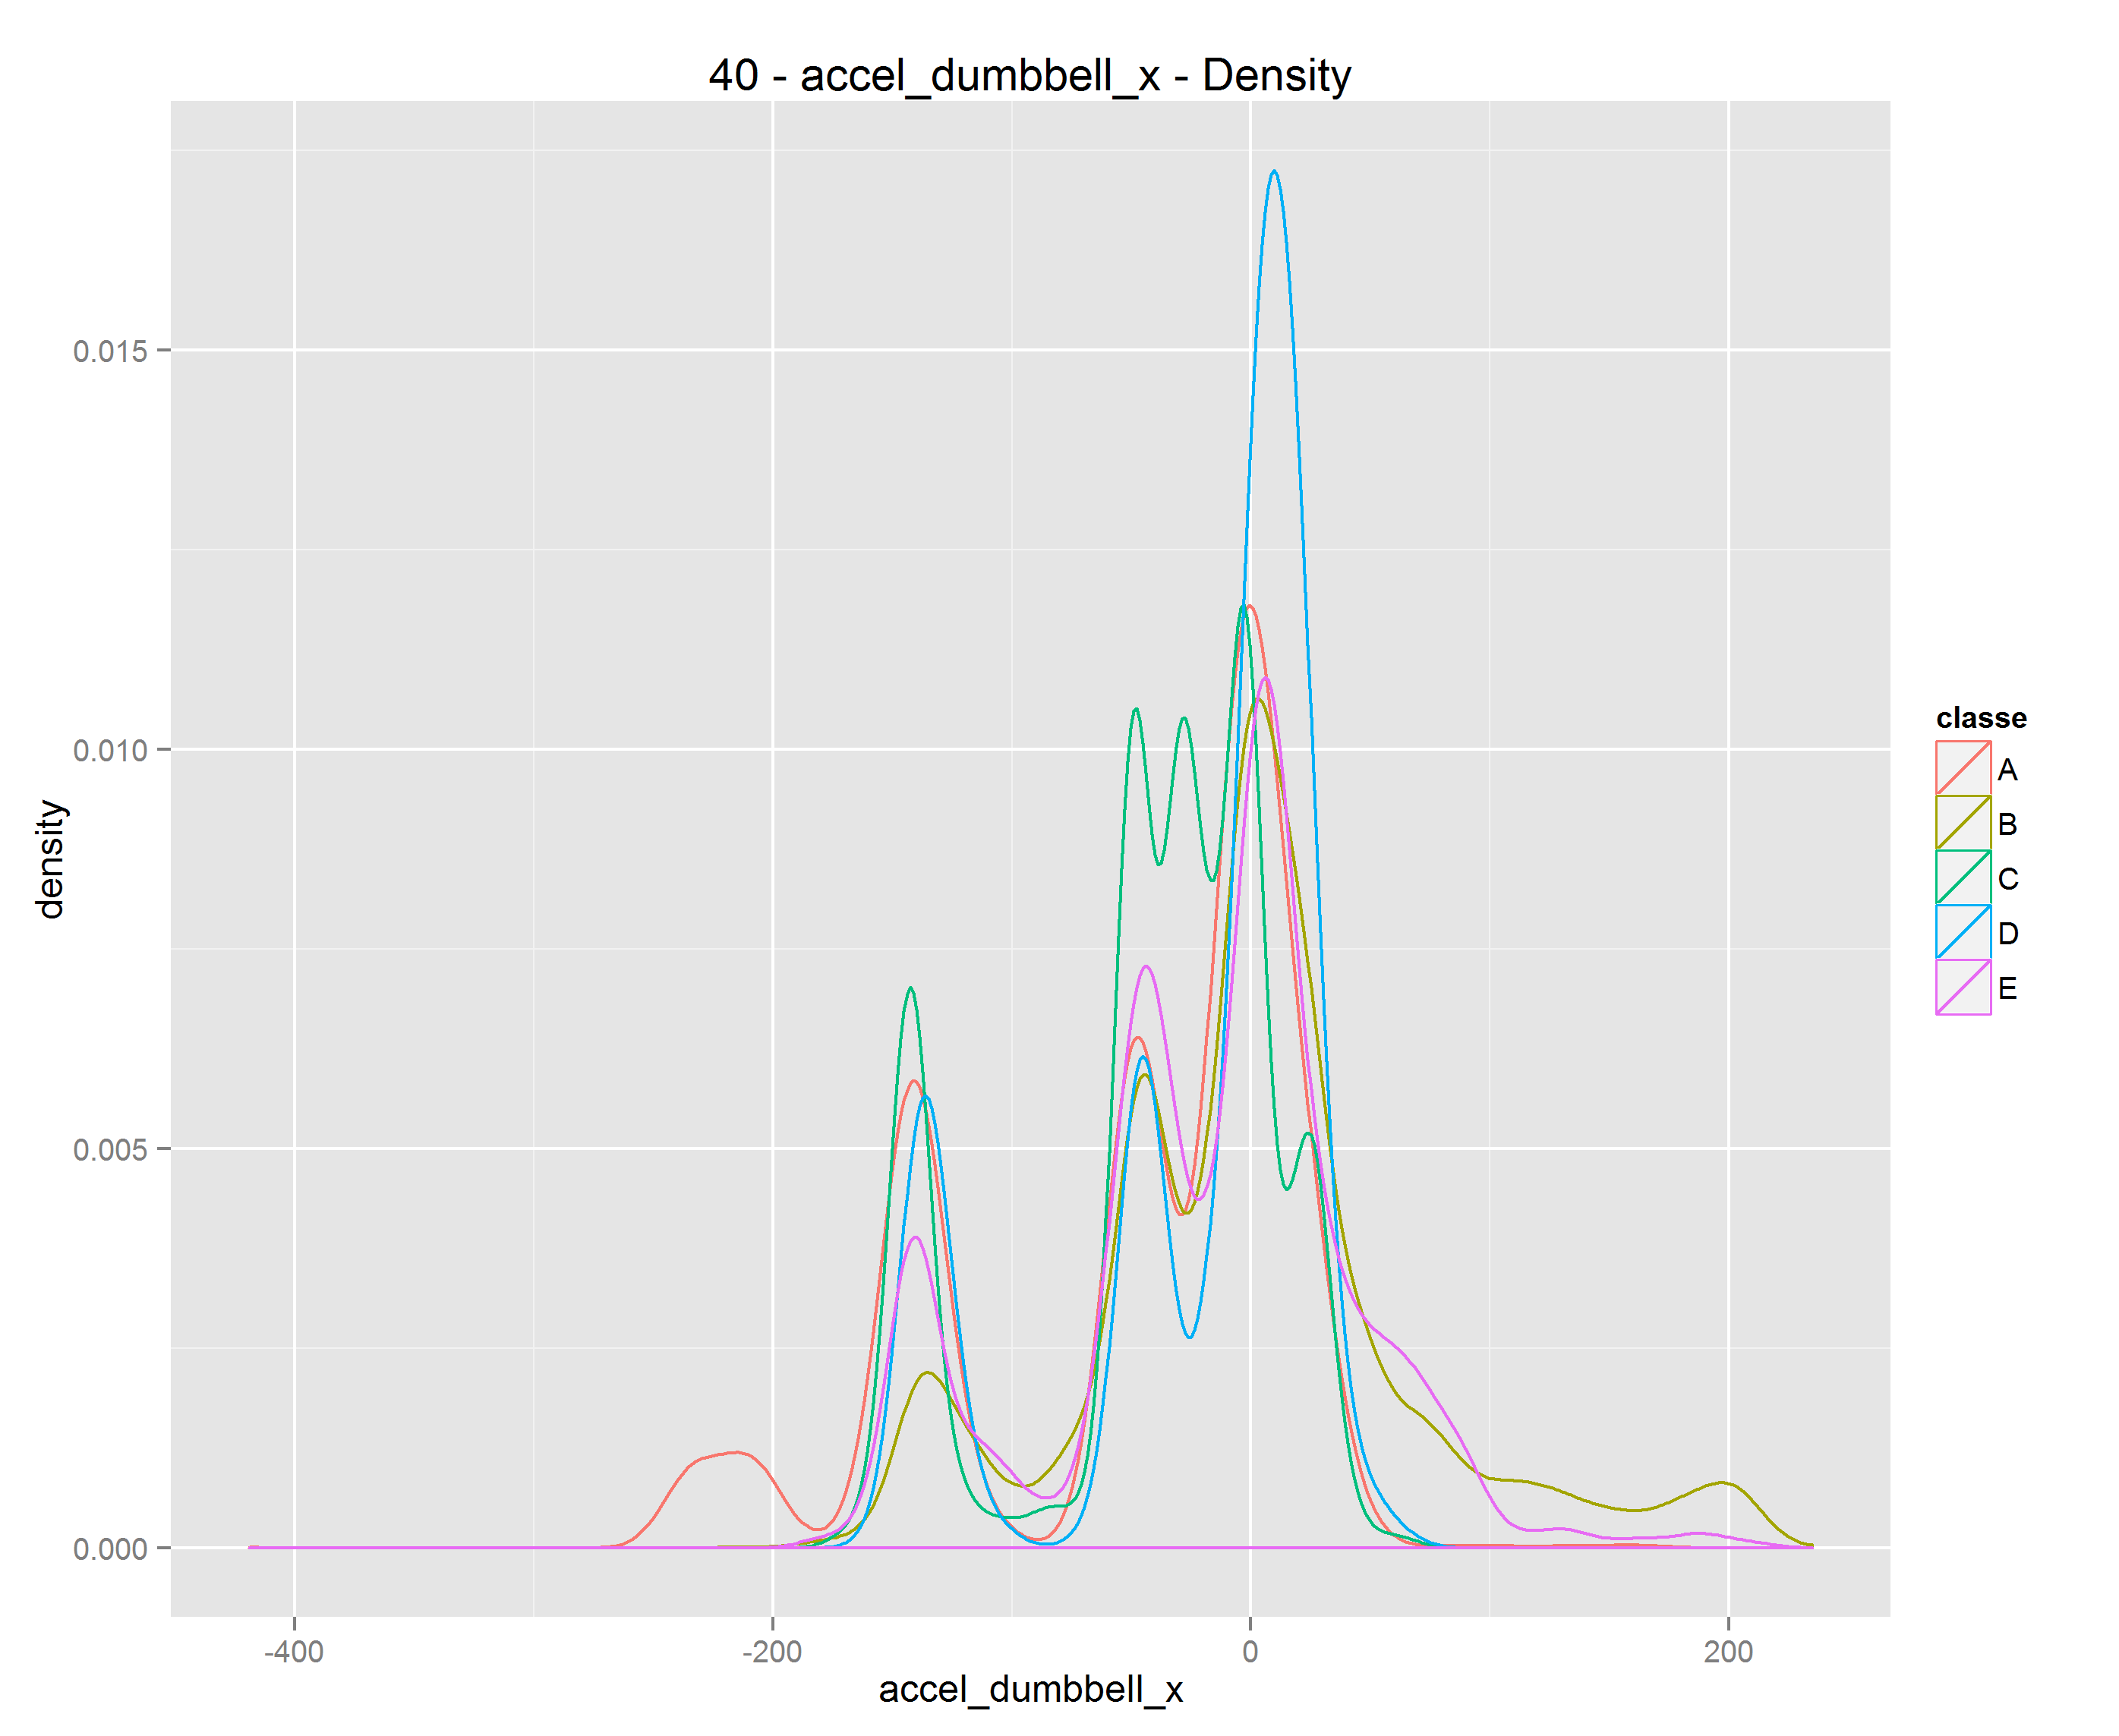 40 - accel_dumbbell_x - Density
0.015
0.010
0.005
0.000
density
-400
-200
0
200
accel_dumbbell_x
classe
A
B
C
D
E